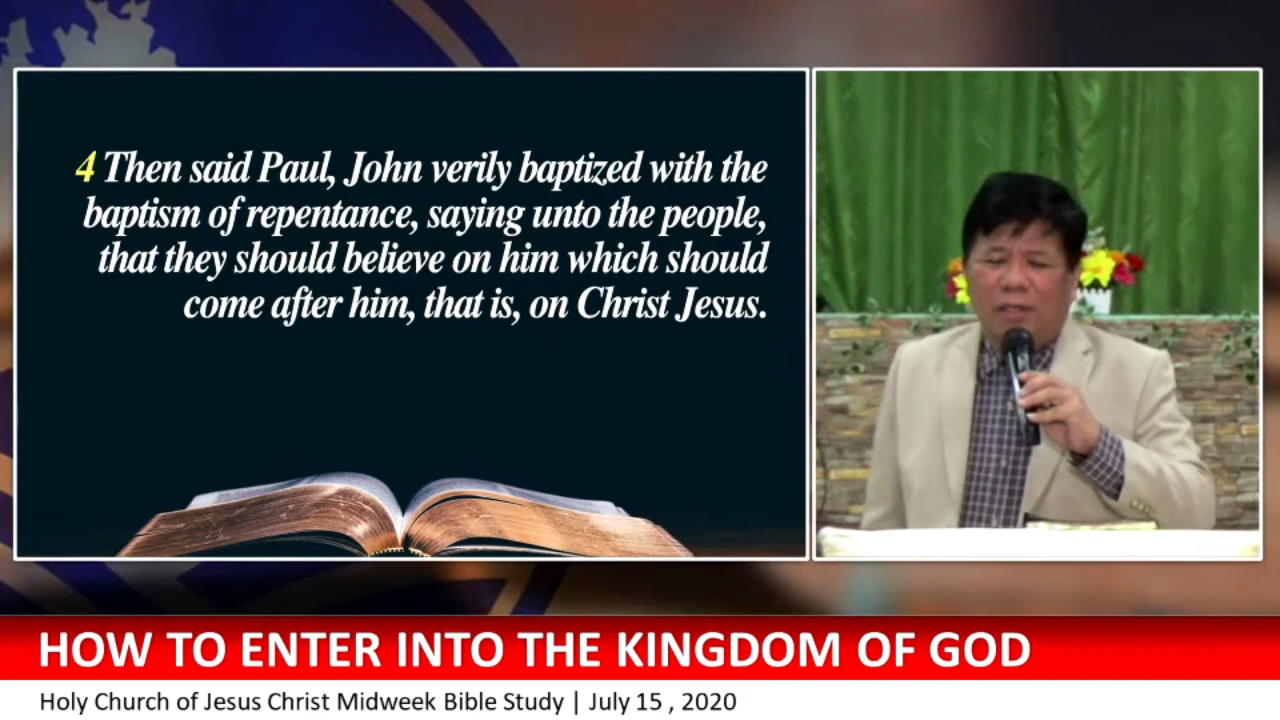 4 Then said Paul, John verily baptized with the
baptism of repentance, saying unto the people,
that they should believe on him which should
come after him, that is, on Christ Jesus.
HOW TO ENTER INTO THE KINGDOM OF GOD
Holy Church of Jesus Christ Midweek Bible Study | July 15 , 2020